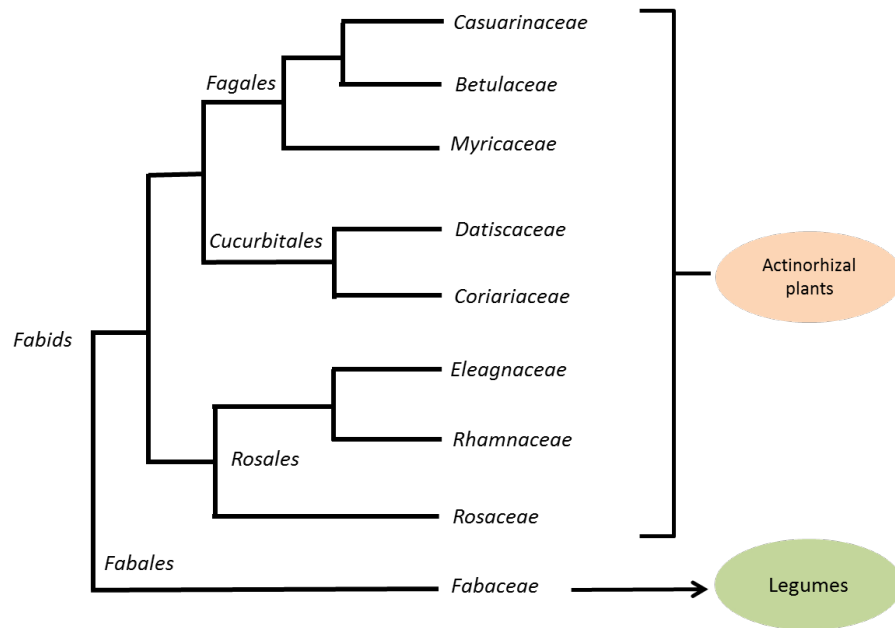 Casuarinaceae
Fagales
Betulaceae
Myricaceae
Datiscaceae
Cucurbitales
Actinorhizal
plants
Coriariaceae
Fabids
Eleagnaceae
Rhamnaceae
Rosales
Rosaceae
Fabales
Fabaceae
Legumes